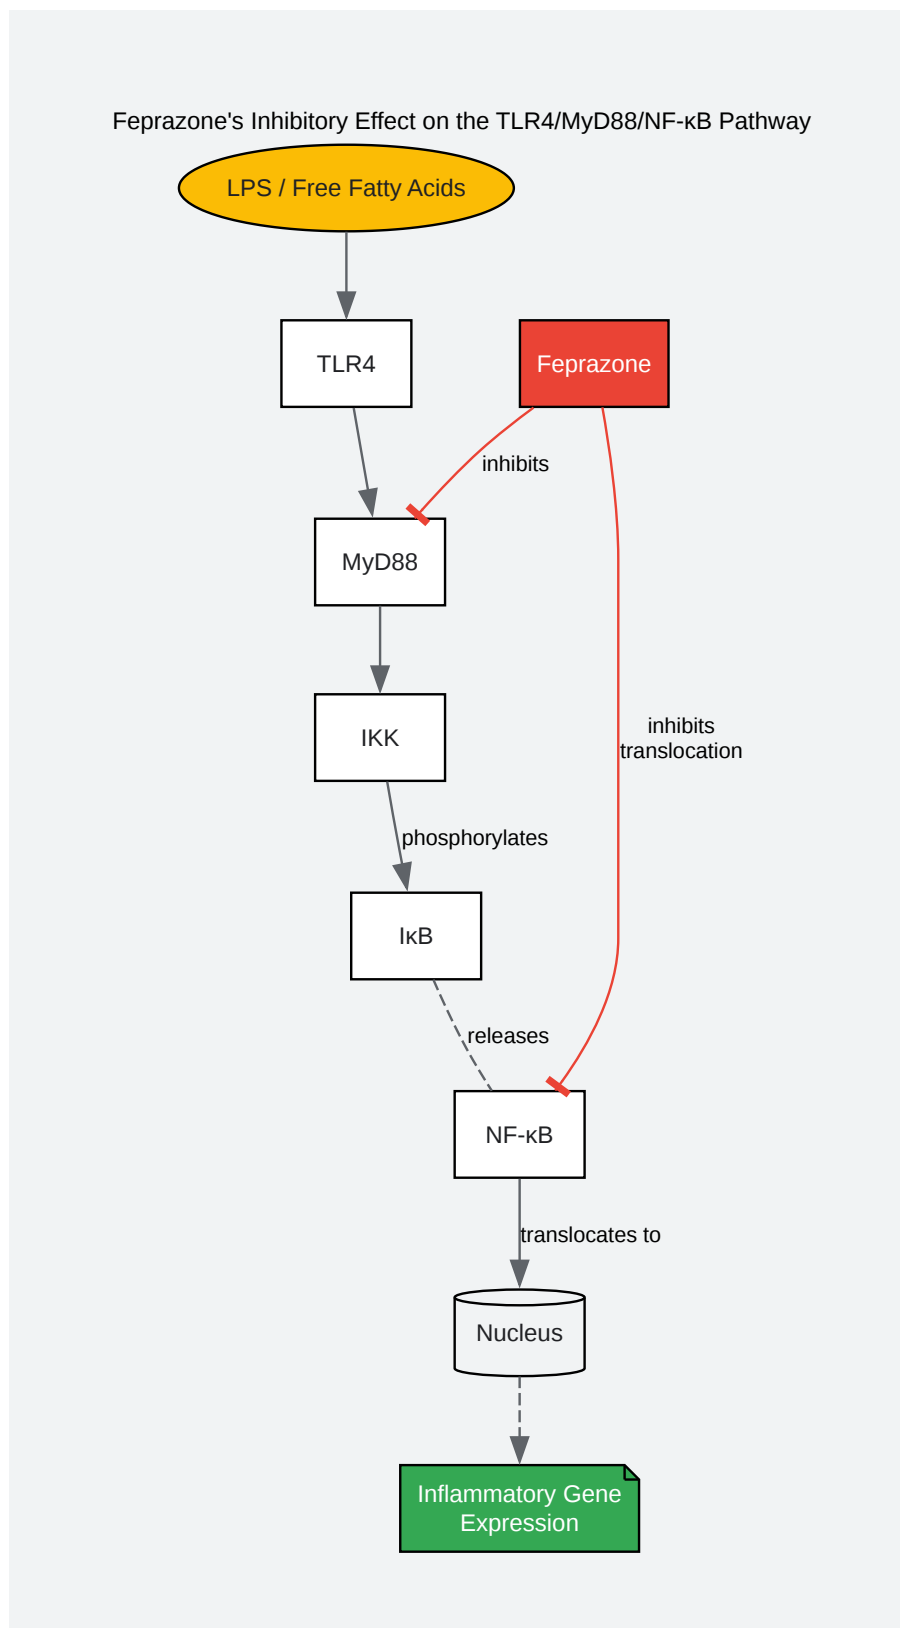 Feprazone's Inhibitory Effect on the TLR4/MyD88/NF-κB Pathway
LPS / Free Fatty Acids
TLR4
Feprazone
inhibits
MyD88
IKK
inhibits
translocation
phosphorylates
IκB
releases
NF-κB
translocates to
Nucleus
Inflammatory Gene
Expression